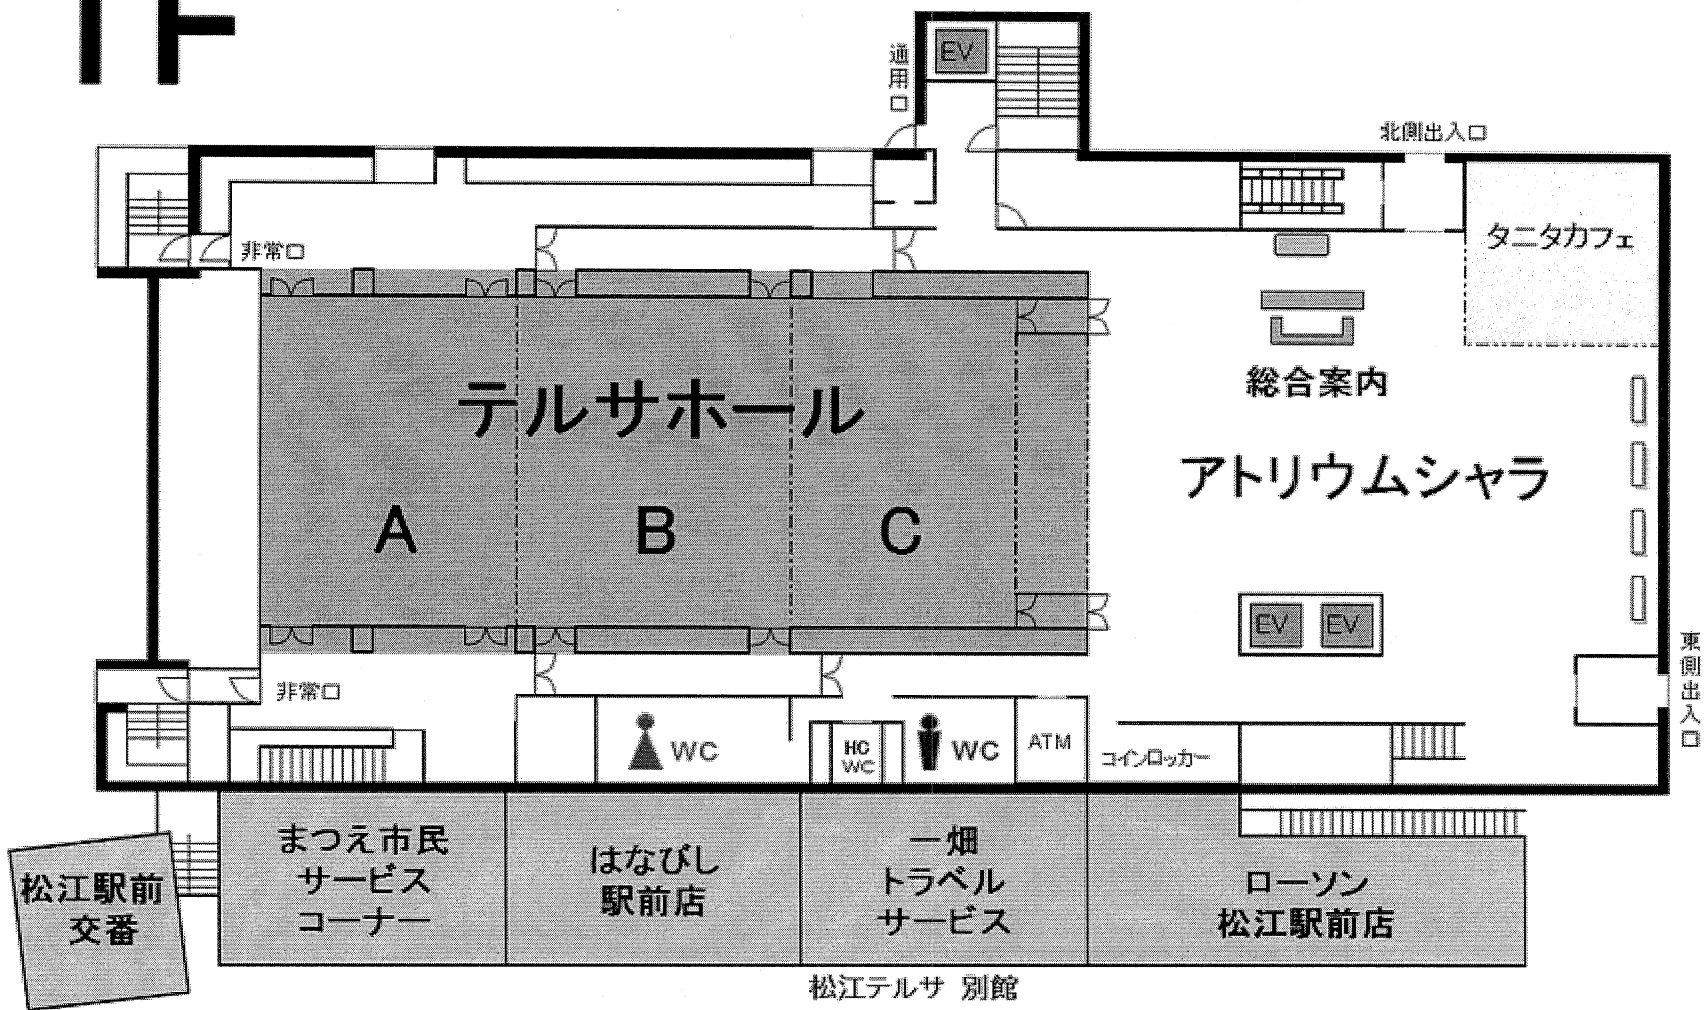 EV
通用口
北側出入口
タニタカフェ
非常口
総合案内
テルサホール
アトリウムシャラ
A
B
C
EV
EV
東側出入口
非常口
WC
HC
WC
WC
ATM
コインロッカー
まつえ市民
サービス
コーナー
はなびし
駅前店
一畑
トラベル
サービス
ローソン
松江駅前店
松江駅前
交番
松江テルサ 別館